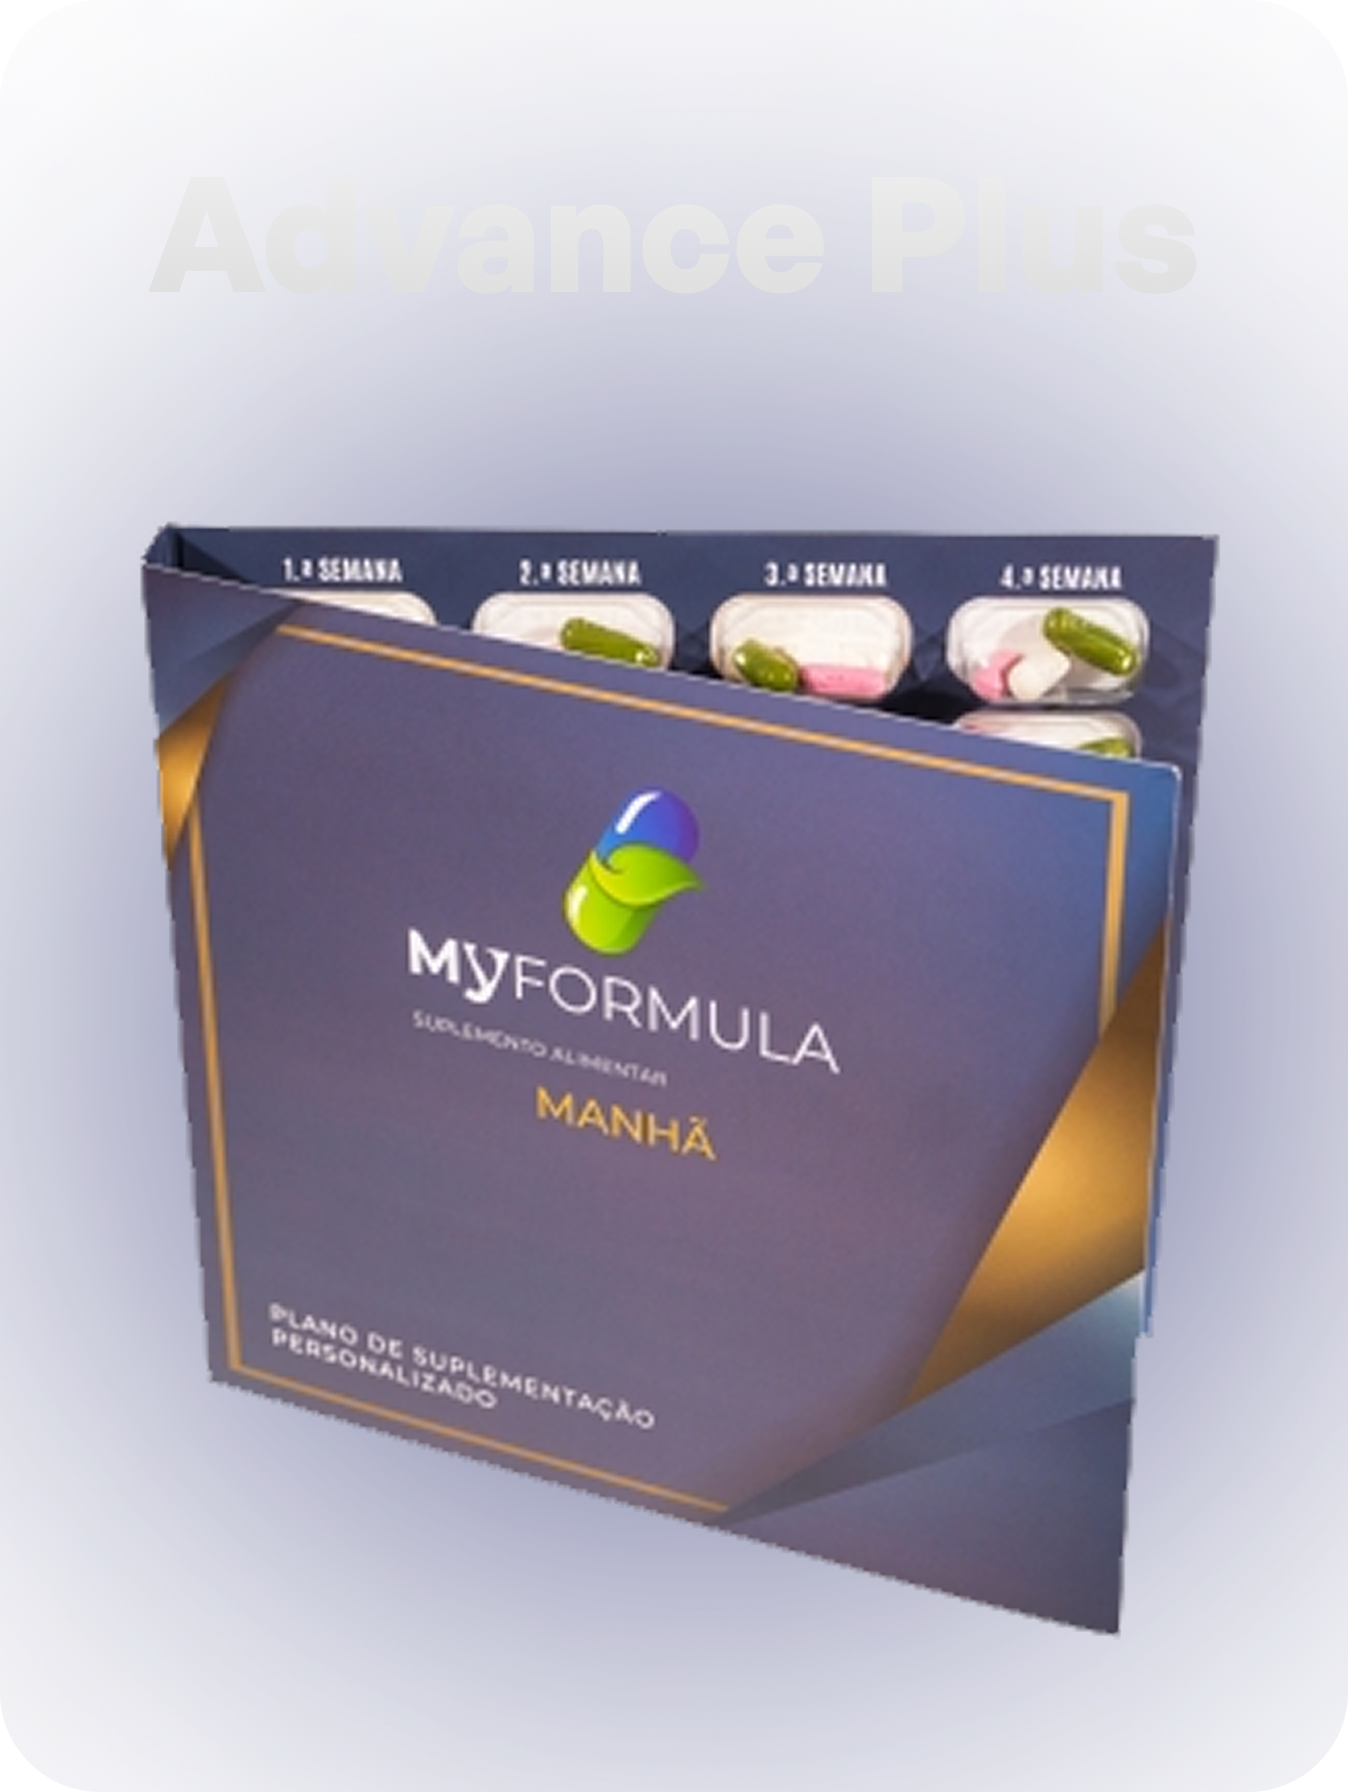 Advance Plus
1.ª SEMANA
2.ª SEMANA
3.ª SEMANA
4.ª SEMANA
MyFORMULA
SUPLEMENTO ALIMENTAR
MANHÃ
PLANO DE SUPLEMENTAÇÃO
PERSONALIZADO